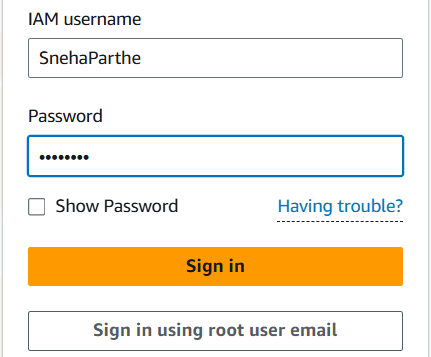 IAM username
SnehaParthe
Password
••••••••
Show Password Having trouble?
Sign in
Sign in using root user email